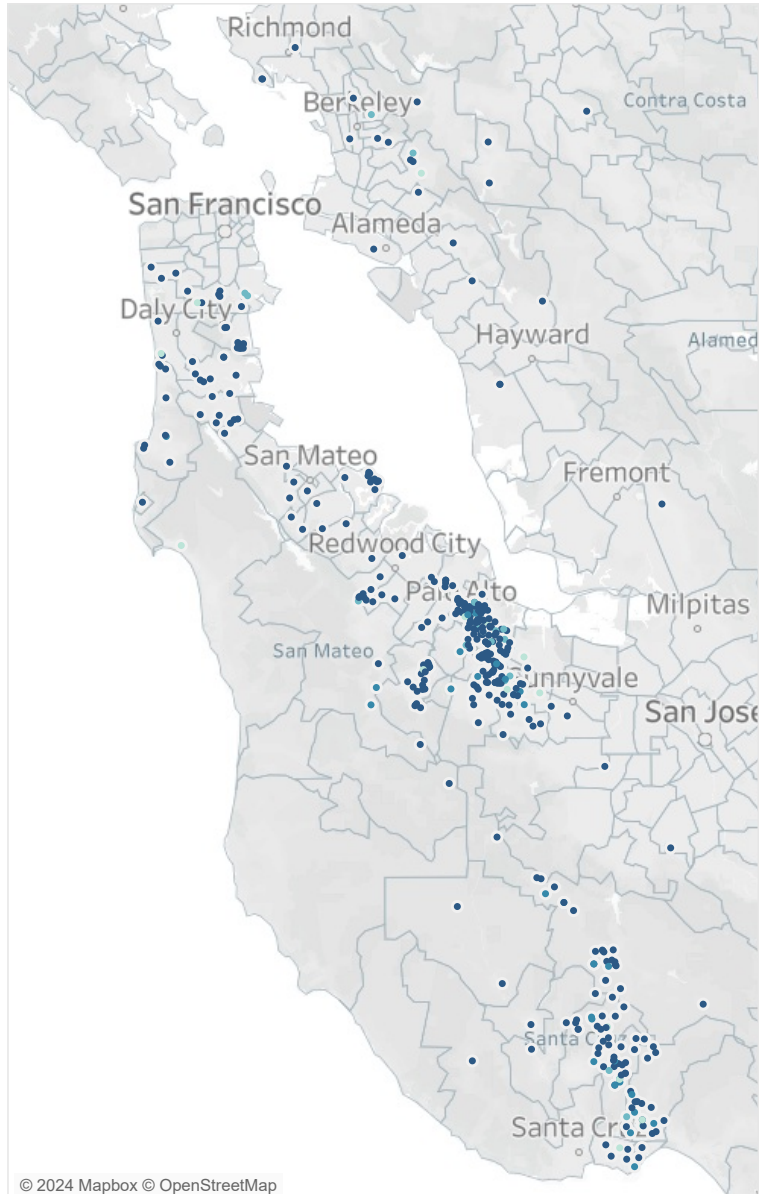 Richmond
Berkeley
Contra Costa
San Francisco
Alameda
Daly City
Hayward
Alamed
San Mateo
Fremont
Redwood City
Palo Alto
Milpitas
San Mateo
Sunnyvale
San Jose
Santa Cruz
Santa Cruz
© 2024 Mapbox © OpenStreetMap